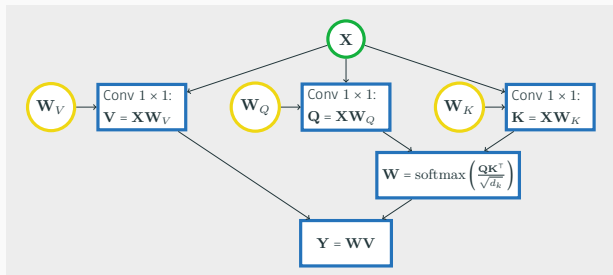 X
W_V
Conv 1 × 1:
V = XW_V
W_Q
Conv 1 × 1:
Q = XW_Q
W_K
Conv 1 × 1:
K = XW_K
W = softmax(QK^⊤/√d_k)
Y = WV